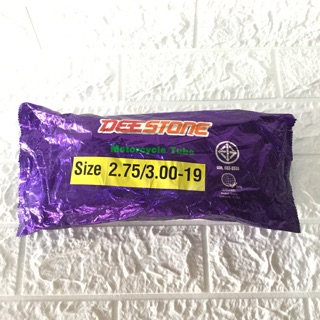 DEESTONE
Motorcycle Tube
Size 2.75/3.00-19